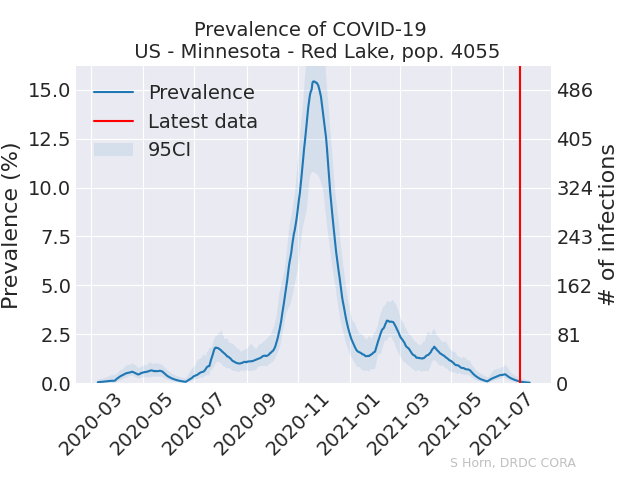 Prevalence of COVID-19
US - Minnesota - Red Lake, pop. 4055
Prevalence
Latest data
95CI
Prevalence (%)
15.0
12.5
10.0
7.5
5.0
2.5
0.0
486
405
324
243
162
81
0
# of infections
2020-03
2020-05
2020-07
2020-09
2020-11
2021-01
2021-03
2021-05
2021-07
S Horn, DRDC CORA